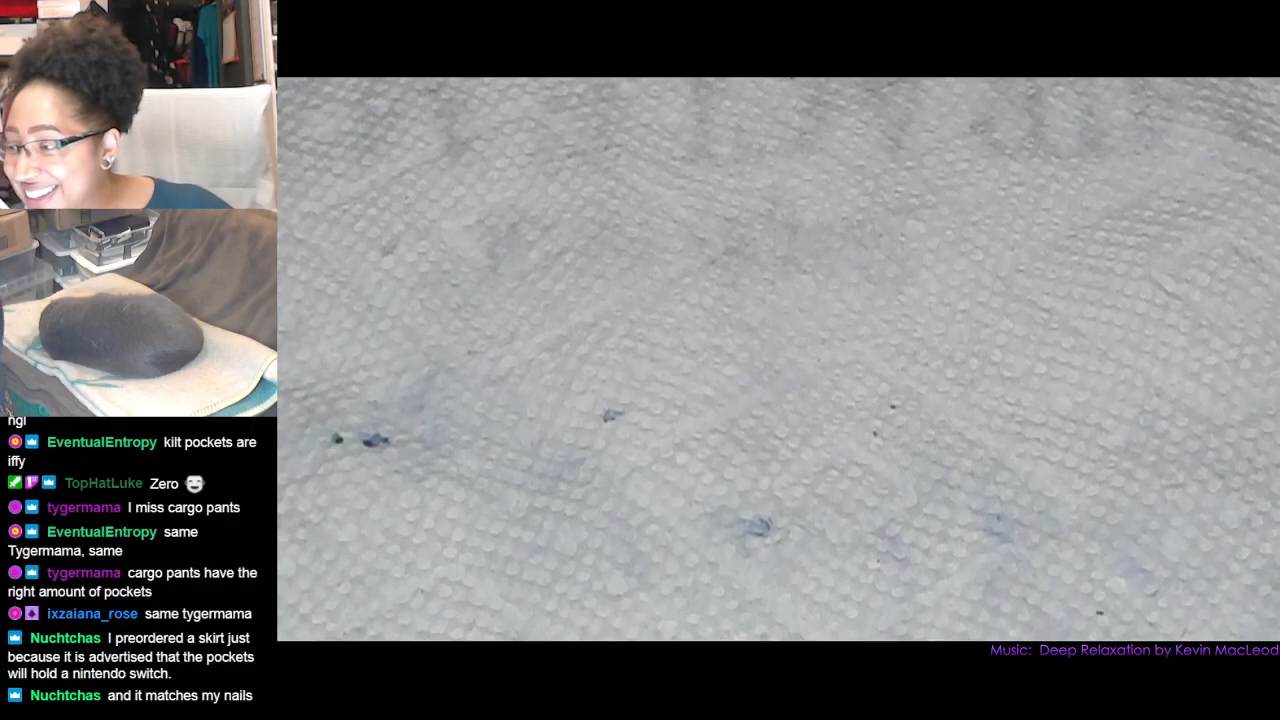 ngl
EventualEntropy kilt pockets are
iffy
TopHatLuke Zero
tygermama I miss cargo pants
EventualEntropy same
Tygermama, same
tygermama cargo pants have the
right amount of pockets
ixzaiana_rose same tygermama
Nuchtchas I preordered a skirt just
because it is advertised that the pockets
will hold a nintendo switch.
Nuchtchas and it matches my nails
Music: Deep Relaxation by Kevin MacLeod